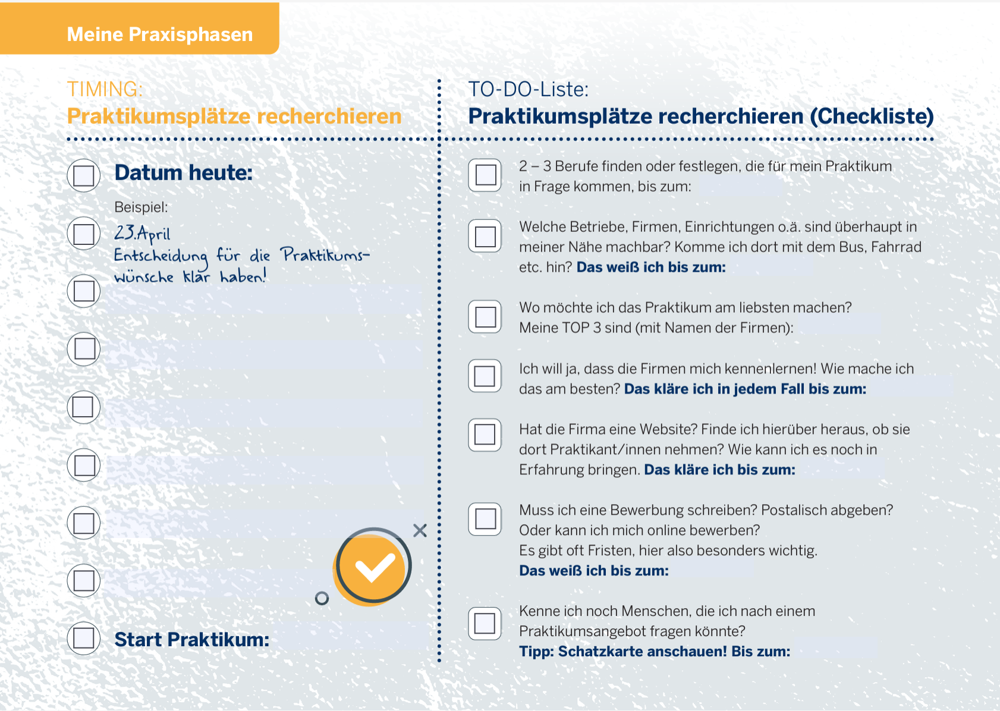 Meine Praxisphasen
TIMING:
Praktikumsplätze recherchieren
Datum heute:
Beispiel:
23.April
Entscheidung für die Praktikums-
wünsche klar haben!
Start Praktikum:
TO-DO-Liste:
Praktikumsplätze recherchieren (Checkliste)
2 – 3 Berufe finden oder festlegen, die für mein Praktikum
in Frage kommen, bis zum:
Welche Betriebe, Firmen, Einrichtungen o.ä. sind überhaupt in
meiner Nähe machbar? Komme ich dort mit dem Bus, Fahrrad
etc. hin? Das weiß ich bis zum:
Wo möchte ich das Praktikum am liebsten machen?
Meine TOP 3 sind (mit Namen der Firmen):
Ich will ja, dass die Firmen mich kennenlernen! Wie mache ich
das am besten? Das kläre ich in jedem Fall bis zum:
Hat die Firma eine Website? Finde ich hierüber heraus, ob sie
dort Praktikant/innen nehmen? Wie kann ich es noch in
Erfahrung bringen. Das kläre ich bis zum:
Muss ich eine Bewerbung schreiben? Postalisch abgeben?
Oder kann ich mich online bewerben?
Es gibt oft Fristen, hier also besonders wichtig.
Das weiß ich bis zum:
Kenne ich noch Menschen, die ich nach einem
Praktikumsangebot fragen könnte?
Tipp: Schatzkarte anschauen! Bis zum: